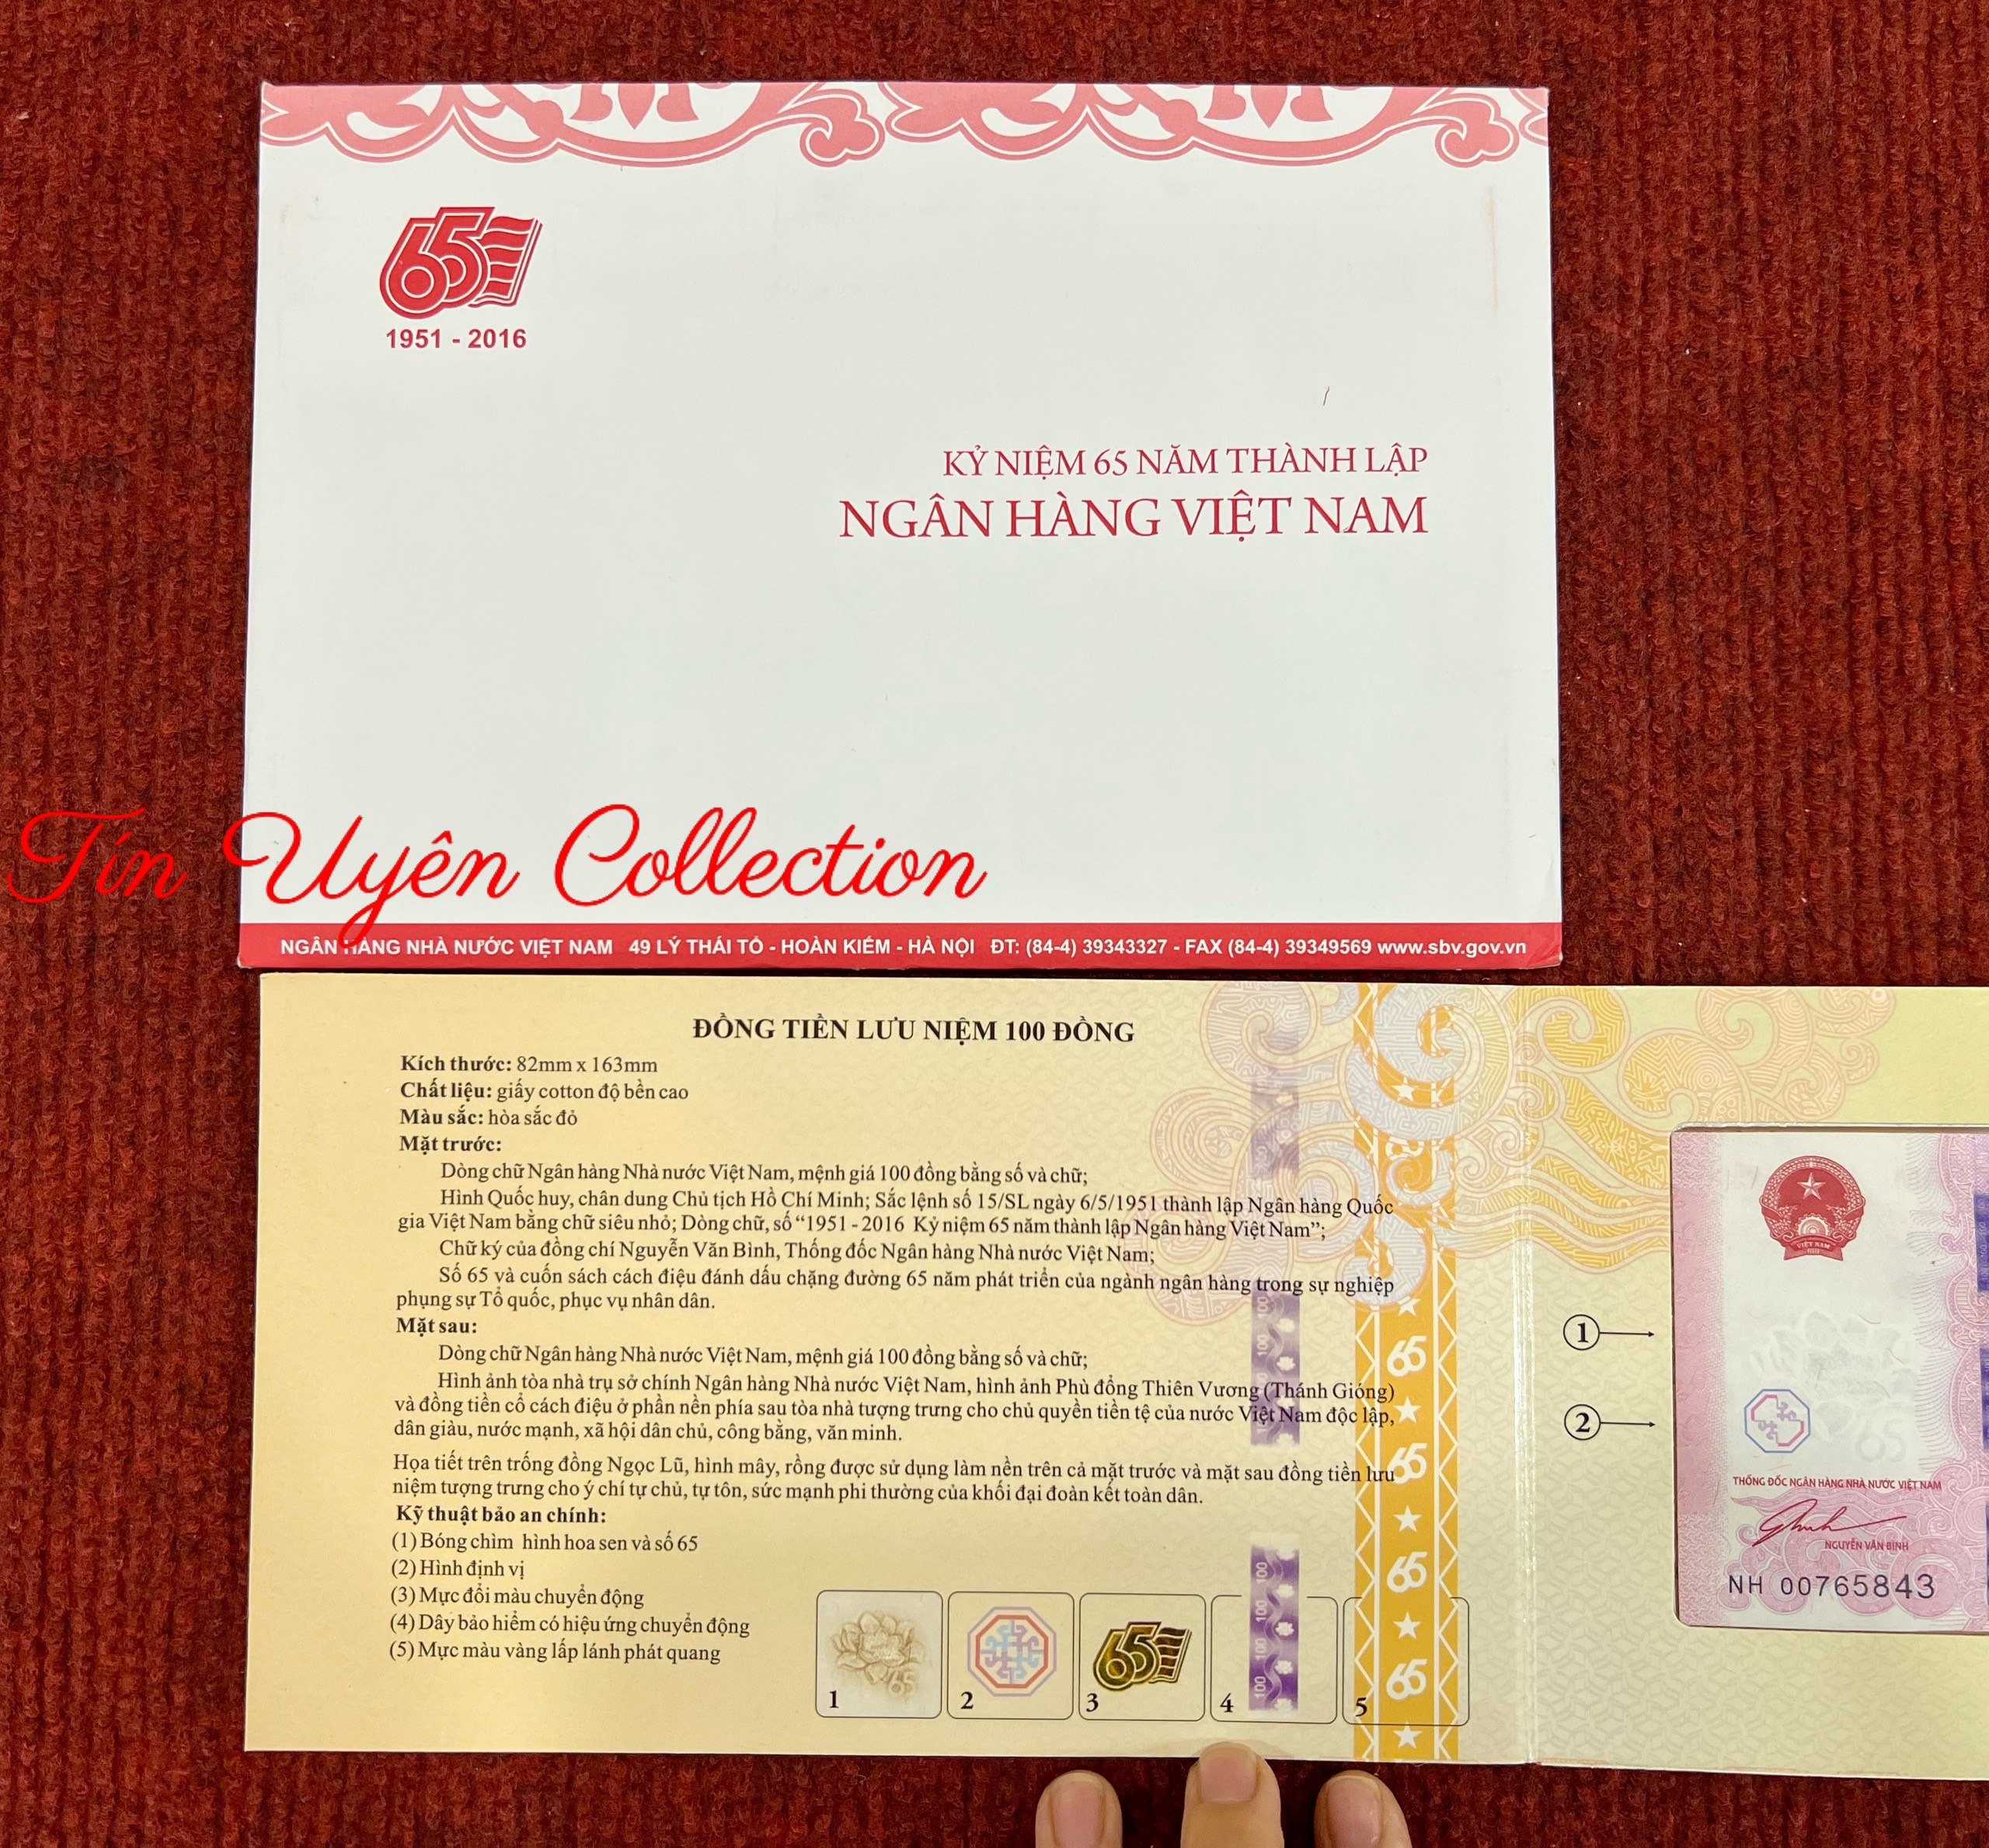 65
1951 - 2016
KỶ NIỆM 65 NĂM THÀNH LẬP
NGÂN HÀNG VIỆT NAM
Tín Uyên Collection
NGÂN HÀNG NHÀ NƯỚC VIỆT NAM 49 LÝ THÁI TỔ - HOÀN KIẾM - HÀ NỘI ĐT: (84-4) 39343327 - FAX (84-4) 39349569 www.sbv.gov.vn
ĐỒNG TIỀN LƯU NIỆM 100 ĐỒNG
Kích thước: 82mm x 163mm
Chất liệu: giấy cotton độ bền cao
Màu sắc: hòa sắc đỏ
Mặt trước:
Dòng chữ Ngân hàng Nhà nước Việt Nam, mệnh giá 100 đồng bằng số và chữ;
Hình Quốc huy, chân dung Chủ tịch Hồ Chí Minh; Sắc lệnh số 15/SL ngày 6/5/1951 thành lập Ngân hàng Quốc
gia Việt Nam bằng chữ siêu nhỏ; Dòng chữ, số “1951 - 2016 Kỷ niệm 65 năm thành lập Ngân hàng Việt Nam”;
Chữ ký của đồng chí Nguyễn Văn Bình, Thống đốc Ngân hàng Nhà nước Việt Nam;
Số 65 và cuốn sách cách điệu đánh dấu chặng đường 65 năm phát triển của ngành ngân hàng trong sự nghiệp
phụng sự Tổ quốc, phục vụ nhân dân.
Mặt sau:
Dòng chữ Ngân hàng Nhà nước Việt Nam, mệnh giá 100 đồng bằng số và chữ;
Hình ảnh tòa nhà trụ sở chính Ngân hàng Nhà nước Việt Nam, hình ảnh Phù đổng Thiên Vương (Thánh Gióng)
và đồng tiền cổ cách điệu ở phần nền phía sau tòa nhà tượng trưng cho chủ quyền tiền tệ của nước Việt Nam độc lập,
dân giàu, nước mạnh, xã hội dân chủ, công bằng, văn minh.
Họa tiết trên trống đồng Ngọc Lũ, hình mây, rồng được sử dụng làm nền trên cả mặt trước và mặt sau đồng tiền lưu
niệm tượng trưng cho ý chí tự chủ, tự tôn, sức mạnh phi thường của khối đại đoàn kết toàn dân.
Kỹ thuật bảo an chính:
(1) Bóng chìm hình hoa sen và số 65
(2) Hình định vị
(3) Mực đổi màu chuyển động
(4) Dây bảo hiểm có hiệu ứng chuyển động
(5) Mực màu vàng lấp lánh phát quang
1 2 3 4 5
65
65
65
65
65
65
100
100
100
1
2
VIỆT NAM
65
THỐNG ĐỐC NGÂN HÀNG NHÀ NƯỚC VIỆT NAM
NGUYỄN VĂN BÌNH
NH 00765843